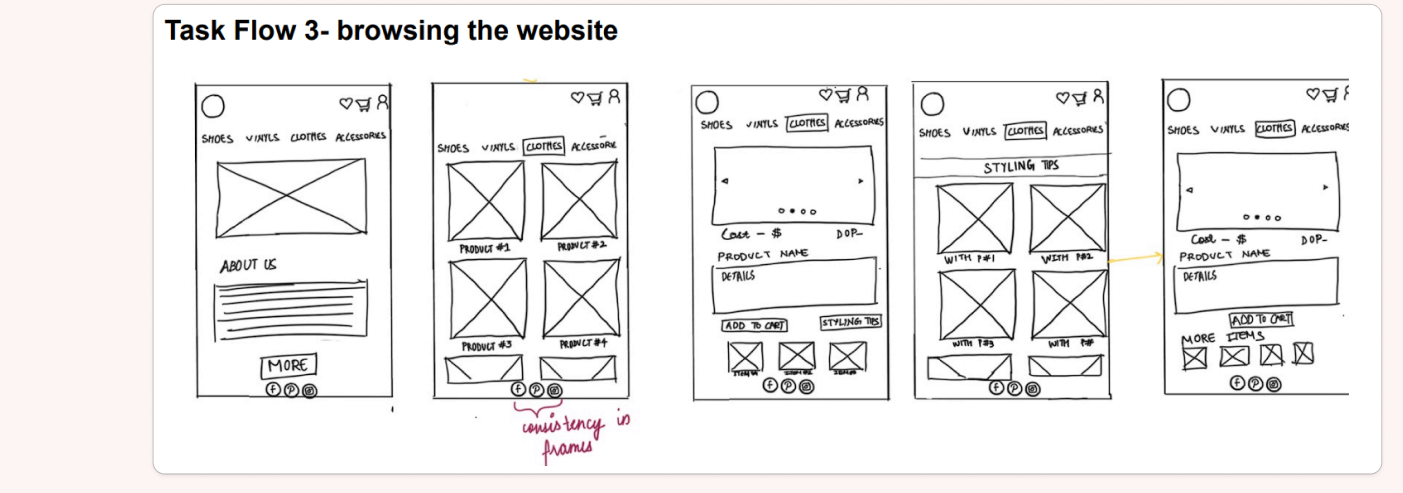 Task Flow 3- browsing the website
SHOES VINYLS CLOTHES ACCESSORIES
ABOUT US
MORE
SHOES VINYLS CLOTHES ACCESSORIE
PRODUCT #1 PRODUCT #2
PRODUCT #3 PRODUCT #4
consistency in
frames
SHOES VINYLS CLOTHES ACCESSORIES
Cost - $ DOP-
PRODUCT NAME
DETAILS
ADD TO CART STYLING TIPS
SHOES VINYLS CLOTHES ACCESSORIES
STYLING TIPS
WITH P#1 WITH P#2
WITH P#3 WITH P#
SHOES VINYLS CLOTHES ACCESSORIES
Cost - $ DOP-
PRODUCT NAME
DETAILS
ADD TO CART
MORE ITEMS